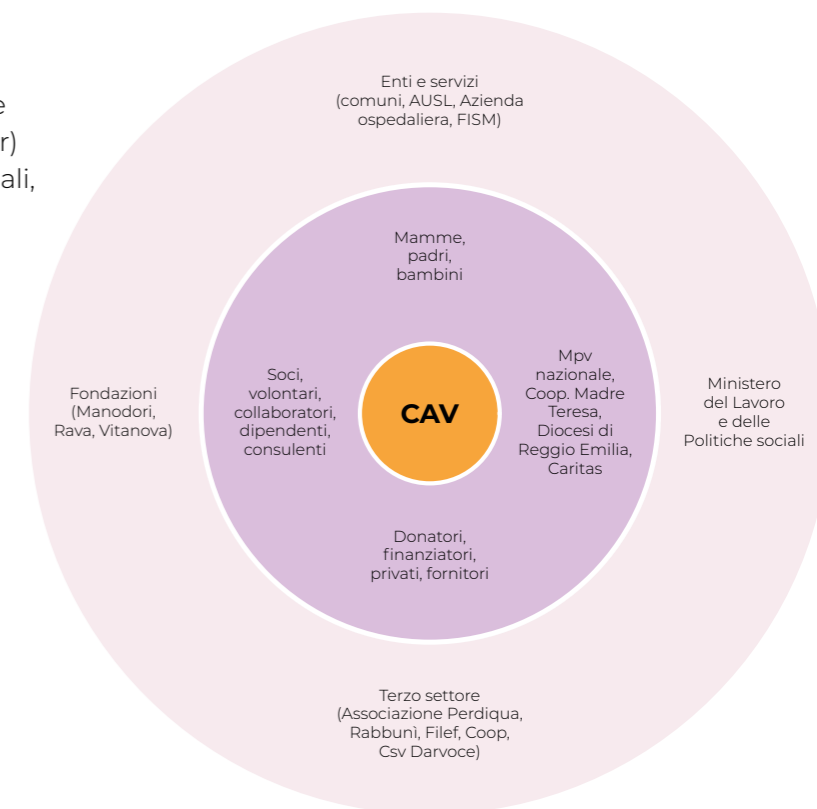 e
r)
ali,
Enti e servizi
(comuni, AUSL, Azienda
ospedaliera, FISM)
Mamme,
padri,
bambini
Fondazioni
(Manodori,
Rava, Vitanova)
Soci,
volontari,
collaboratori,
dipendenti,
consulenti
CAV
Mpv
nazionale,
Coop. Madre
Teresa,
Diocesi di
Reggio Emilia,
Caritas
Ministero
del Lavoro
e delle
Politiche sociali
Donatori,
finanziatori,
privati, fornitori
Terzo settore
(Associazione Perdiqua,
Rabbunì, Filef, Coop,
Csv Darvoce)